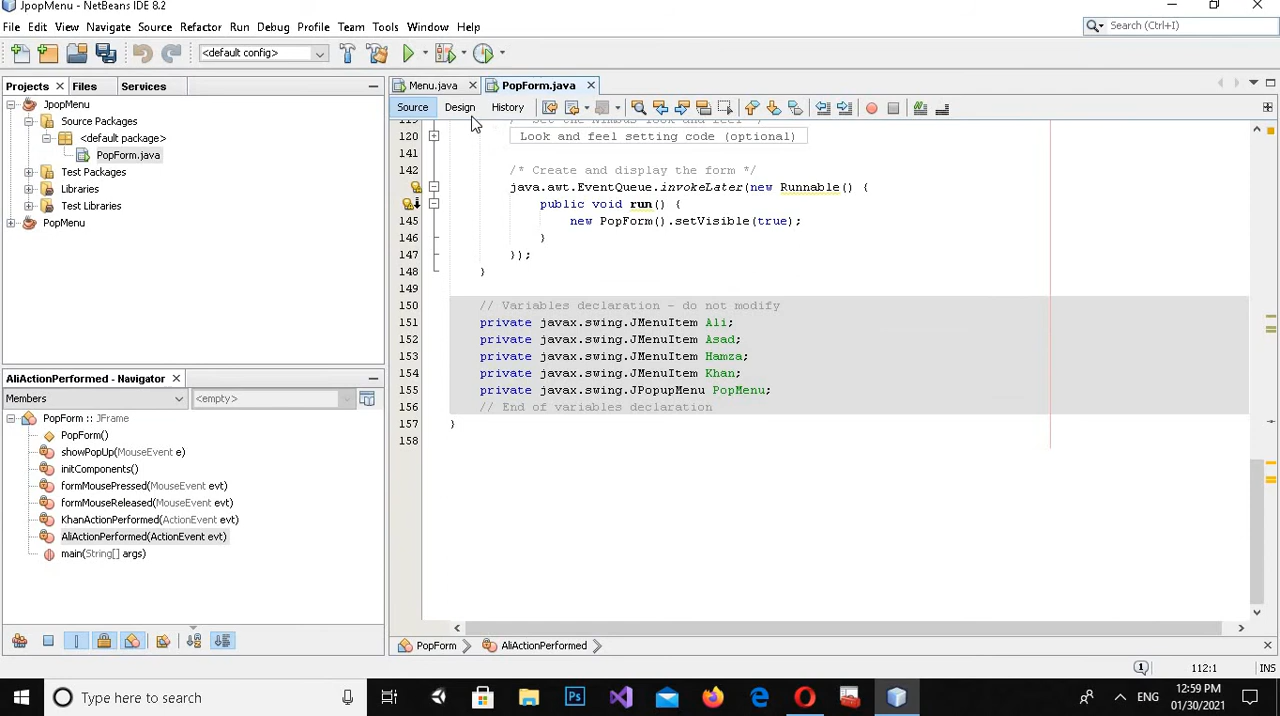 JpopMenu - NetBeans IDE 8.2
File Edit View Navigate Source Refactor Run Debug Profile Team Tools Window Help
Search (Ctrl+I)
<default config>
Projects Files Services
Menu.java PopForm.java
Source Design History
JpopMenu
Source Packages
<default package>
PopForm.java
Test Packages
Libraries
Test Libraries
PopMenu
AliActionPerformed - Navigator
Members <empty>
PopForm :: JFrame
PopForm()
showPopUp(MouseEvent e)
initComponents()
formMousePressed(MouseEvent evt)
formMouseReleased(MouseEvent evt)
KhanActionPerformed(ActionEvent evt)
AliActionPerformed(ActionEvent evt)
main(String[] args)
119 /* Set the Nimbus look and feel */
120 Look and feel setting code (optional)
141
142 /* Create and display the form */
java.awt.EventQueue.invokeLater(new Runnable() {
public void run() {
145 new PopForm().setVisible(true);
146 }
147 });
148 }
149
150 // Variables declaration - do not modify
151 private javax.swing.JMenuItem Ali;
152 private javax.swing.JMenuItem Asad;
153 private javax.swing.JMenuItem Hamza;
154 private javax.swing.JMenuItem Khan;
155 private javax.swing.JPopupMenu PopMenu;
156 // End of variables declaration
157 }
158
PopForm AliActionPerformed
1 112:1 INS
Type here to search
ENG
12:59 PM
01/30/2021